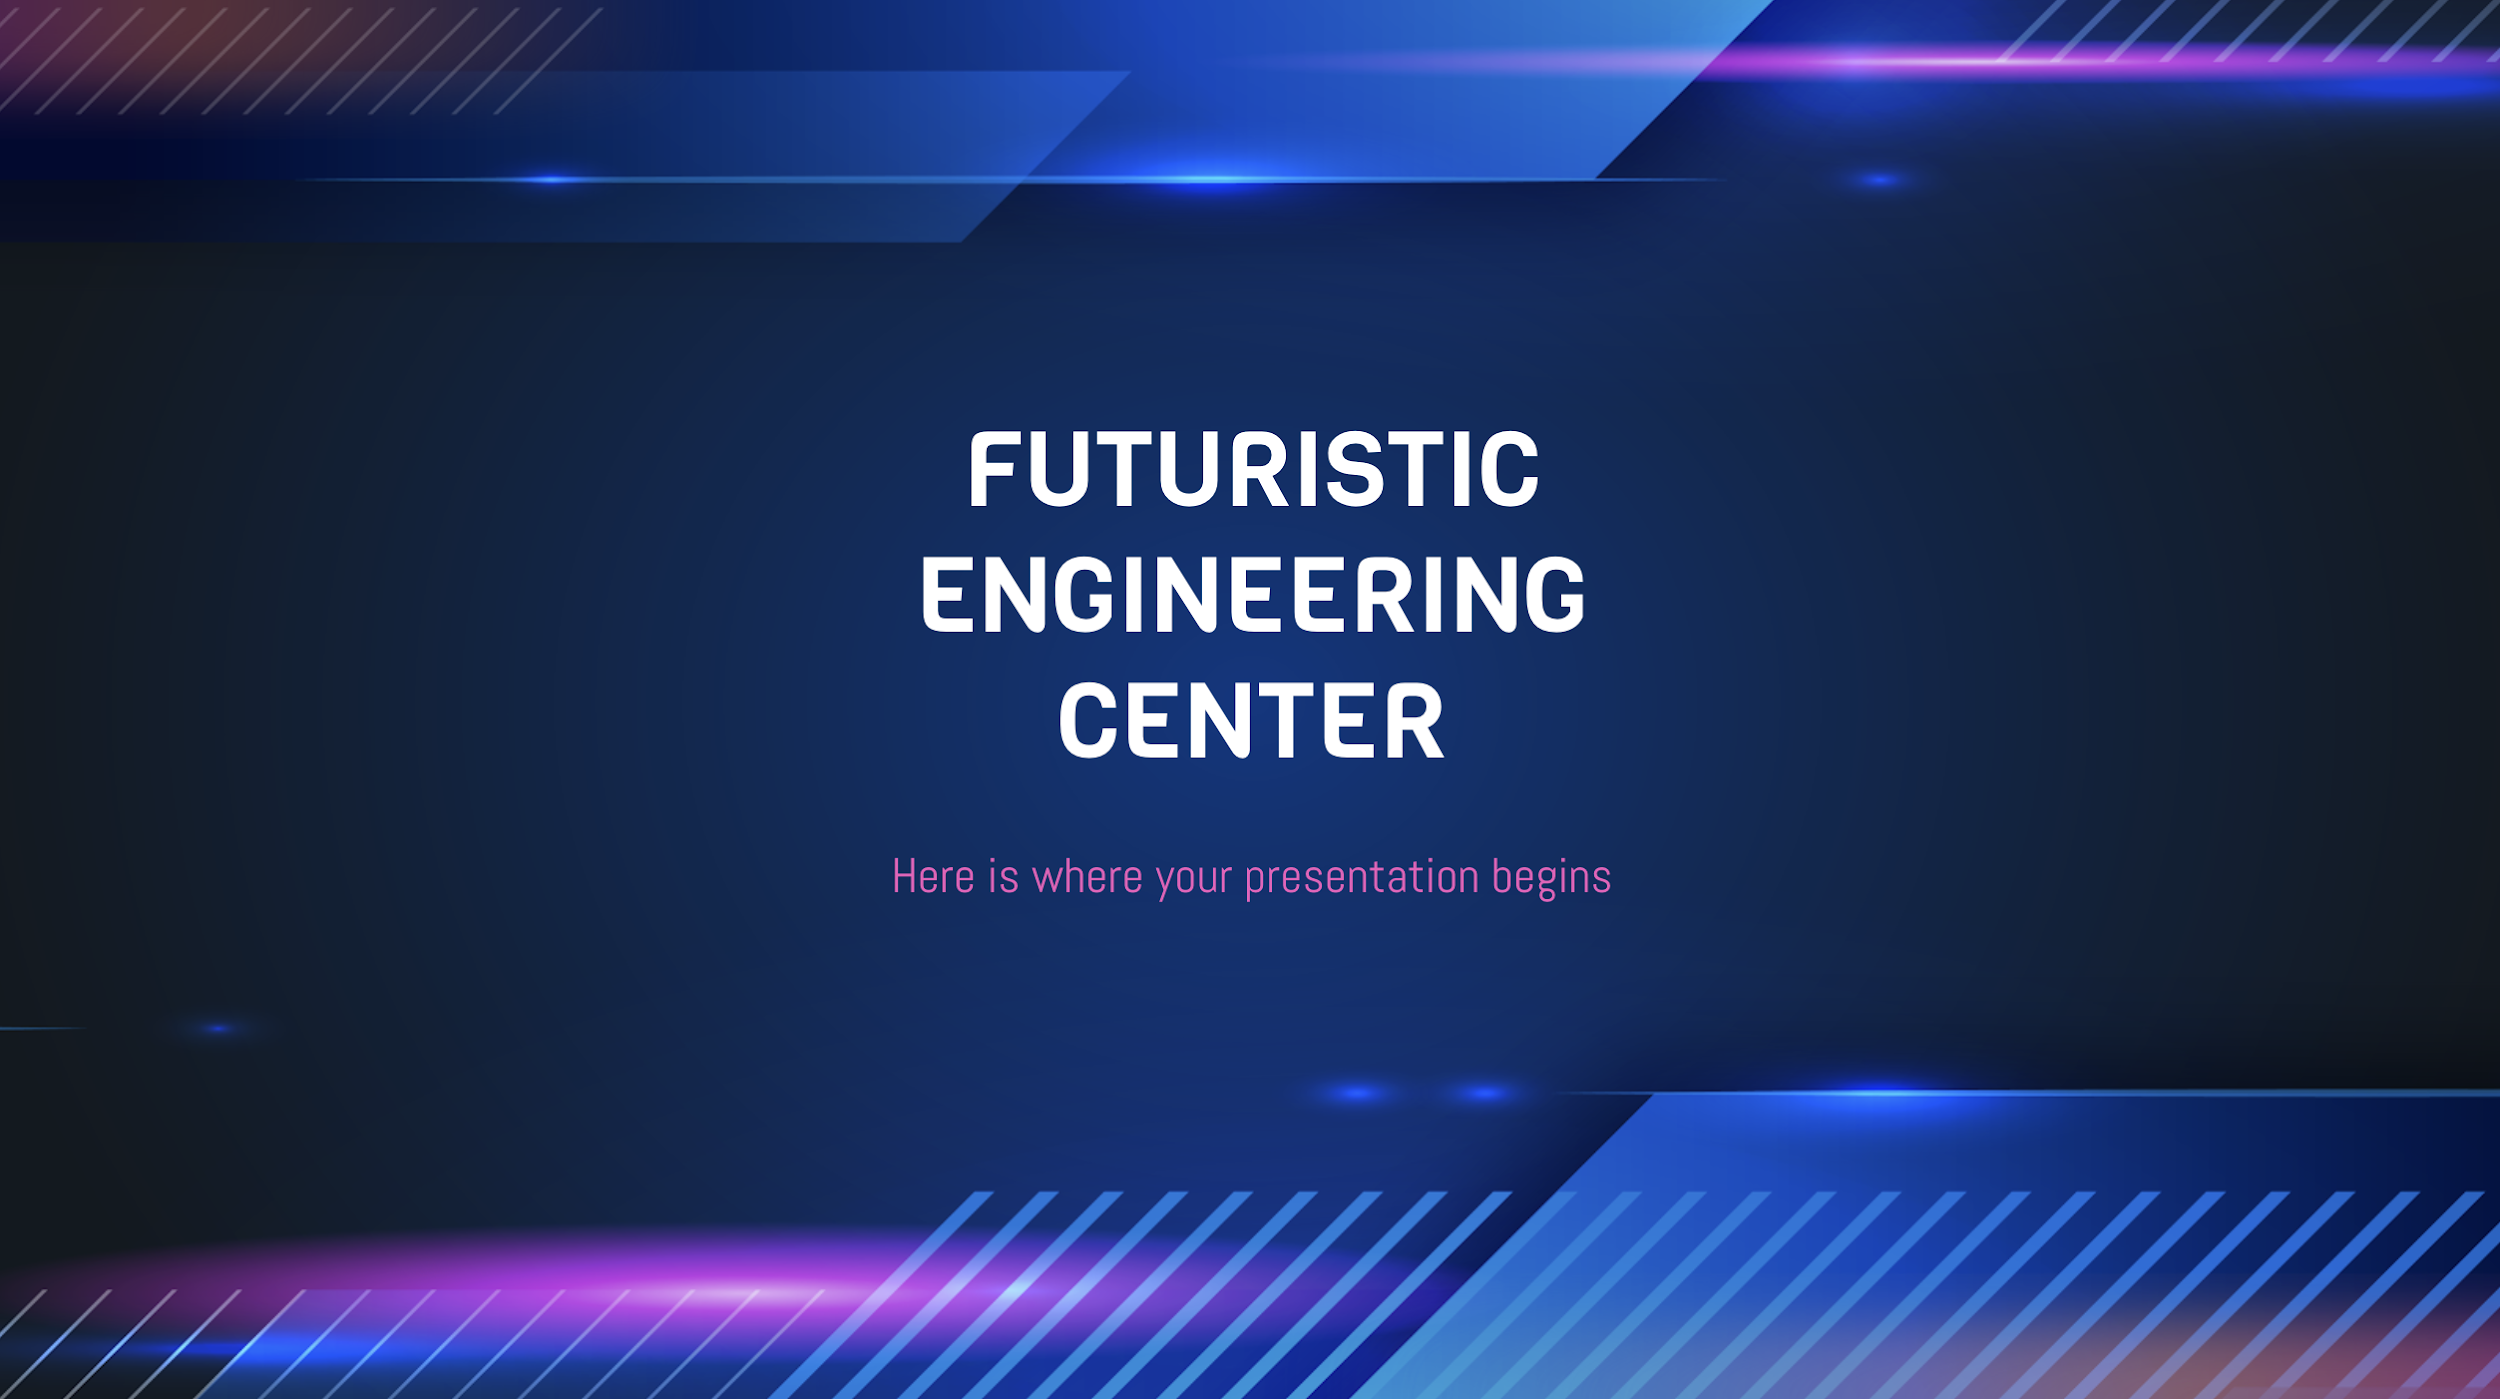 FUTURISTIC
ENGINEERING
CENTER
Here is where your presentation begins